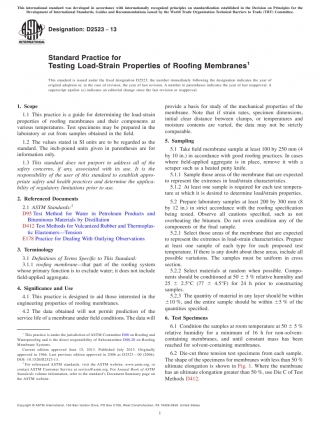 This international standard was developed in accordance with internationally recognized principles on standardization established in the Decision on Principles for the
Development of International Standards, Guides and Recommendations issued by the World Trade Organization Technical Barriers to Trade (TBT) Committee.
Designation: D2523 − 13
Standard Practice for
Testing Load-Strain Properties of Roofing Membranes1
This standard is issued under the fixed designation D2523; the number immediately following the designation indicates the year of
original adoption or, in the case of revision, the year of last revision. A number in parentheses indicates the year of last reapproval. A
superscript epsilon (ε) indicates an editorial change since the last revision or reapproval.
1. Scope
1.1 This practice is a guide for determining the load-strain
properties of roofing membranes and their components at
various temperatures. Test specimens may be prepared in the
laboratory or cut from samples obtained in the field.
1.2 The values stated in SI units are to be regarded as the
standard. The inch-pound units given in parentheses are for
information only.
1.3 This standard does not purport to address all of the
safety concerns, if any, associated with its use. It is the
responsibility of the user of this standard to establish appro-
priate safety and health practices and determine the applica-
bility of regulatory limitations prior to use.
2. Referenced Documents
2.1 ASTM Standards:2
D95 Test Method for Water in Petroleum Products and
Bituminous Materials by Distillation
D412 Test Methods for Vulcanized Rubber and Thermoplas-
tic Elastomers—Tension
E178 Practice for Dealing With Outlying Observations
3. Terminology
3.1 Definitions of Terms Specific to This Standard:
3.1.1 roofing membrane—that part of the roofing system
whose primary function is to exclude water; it does not include
field-applied aggregate.
4. Significance and Use
4.1 This practice is designed to aid those interested in the
engineering properties of roofing membranes.
4.2 The data obtained will not permit prediction of the
service life of a membrane under field conditions. The data will
1 This practice is under the jurisdiction of ASTM Committee D08 on Roofing and
Waterproofing and is the direct responsibility of Subcommittee D08.20 on Roofing
Membrane Systems.
Current edition approved June 15, 2013. Published July 2013. Originally
approved in 1966. Last previous edition approved in 2006 as D2523 – 00 (2006).
DOI: 10.1520/D2523-13.
2 For referenced ASTM standards, visit the ASTM website, www.astm.org, or
contact ASTM Customer Service at service@astm.org. For Annual Book of ASTM
Standards volume information, refer to the standard's Document Summary page on
the ASTM website.
provide a basis for study of the mechanical properties of the
membrane. Note that if strain rates, specimen dimensions,
initial close distance between clamps, or temperatures and
moisture contents are varied, the data may not be strictly
comparable.
5. Sampling
5.1 Take field membrane sample at least 100 by 250 mm (4
by 10 in.) in accordance with good roofing practices. In cases
where field-applied aggregate is in place, remove it with a
scraper such as a heated putty knife.
5.1.1 Sample those areas of the membrane that are expected
to represent the extremes in load/strain characteristics.
5.1.2 At least one sample is required for each test tempera-
ture at which it is desired to determine load/strain properties.
5.2 Prepare laboratory samples at least 200 by 300 mm (8
by 12 in.) in strict accordance with the roofing specification
being tested. Observe all cautions specified, such as not
overheating the bitumen. Do not oven condition any of the
components or the final sample.
5.2.1 Select those areas of the membrane that are expected
to represent the extremes in load-strain characteristics. Prepare
at least one sample of each type for each proposed test
temperature. If there is any doubt about these areas, include all
possible variations. The samples must be uniform in cross
section.
5.2.2 Select materials at random when possible. Compo-
nents should be conditioned at 50 ± 5 % relative humidity and
25 ± 2.5°C (77 ± 4.5°F) for 24 h prior to constructing
samples.
5.2.3 The quantity of material in any layer should be within
±10 %, and the entire sample should be within ±5 % of the
quantities specified.
6. Test Specimens
6.1 Condition the samples at room temperature at 50 ± 5 %
relative humidity for a minimum of 16 h for non-solvent-
containing membranes, and until constant mass has been
reached for solvent-containing membranes.
6.2 Die-cut three tension test specimens from each sample.
The shape of the specimens for membranes with less than 50 %
ultimate elongation is shown in Fig. 1. Where the membrane
has an ultimate elongation greater than 50 %, use Die C of Test
Methods D412.
Copyright © ASTM International, 100 Barr Harbor Drive, PO Box C700, West Conshohocken, PA 19428-2959. United States
1